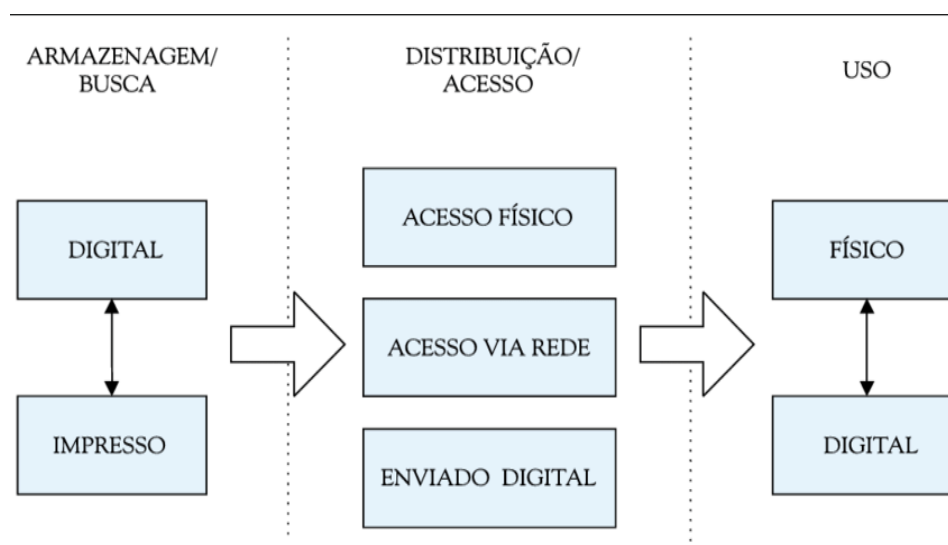 ARMAZENAGEM/
BUSCA
DISTRIBUIÇÃO/
ACESSO
USO
DIGITAL
IMPRESSO
ACESSO FÍSICO
ACESSO VIA REDE
ENVIADO DIGITAL
FÍSICO
DIGITAL